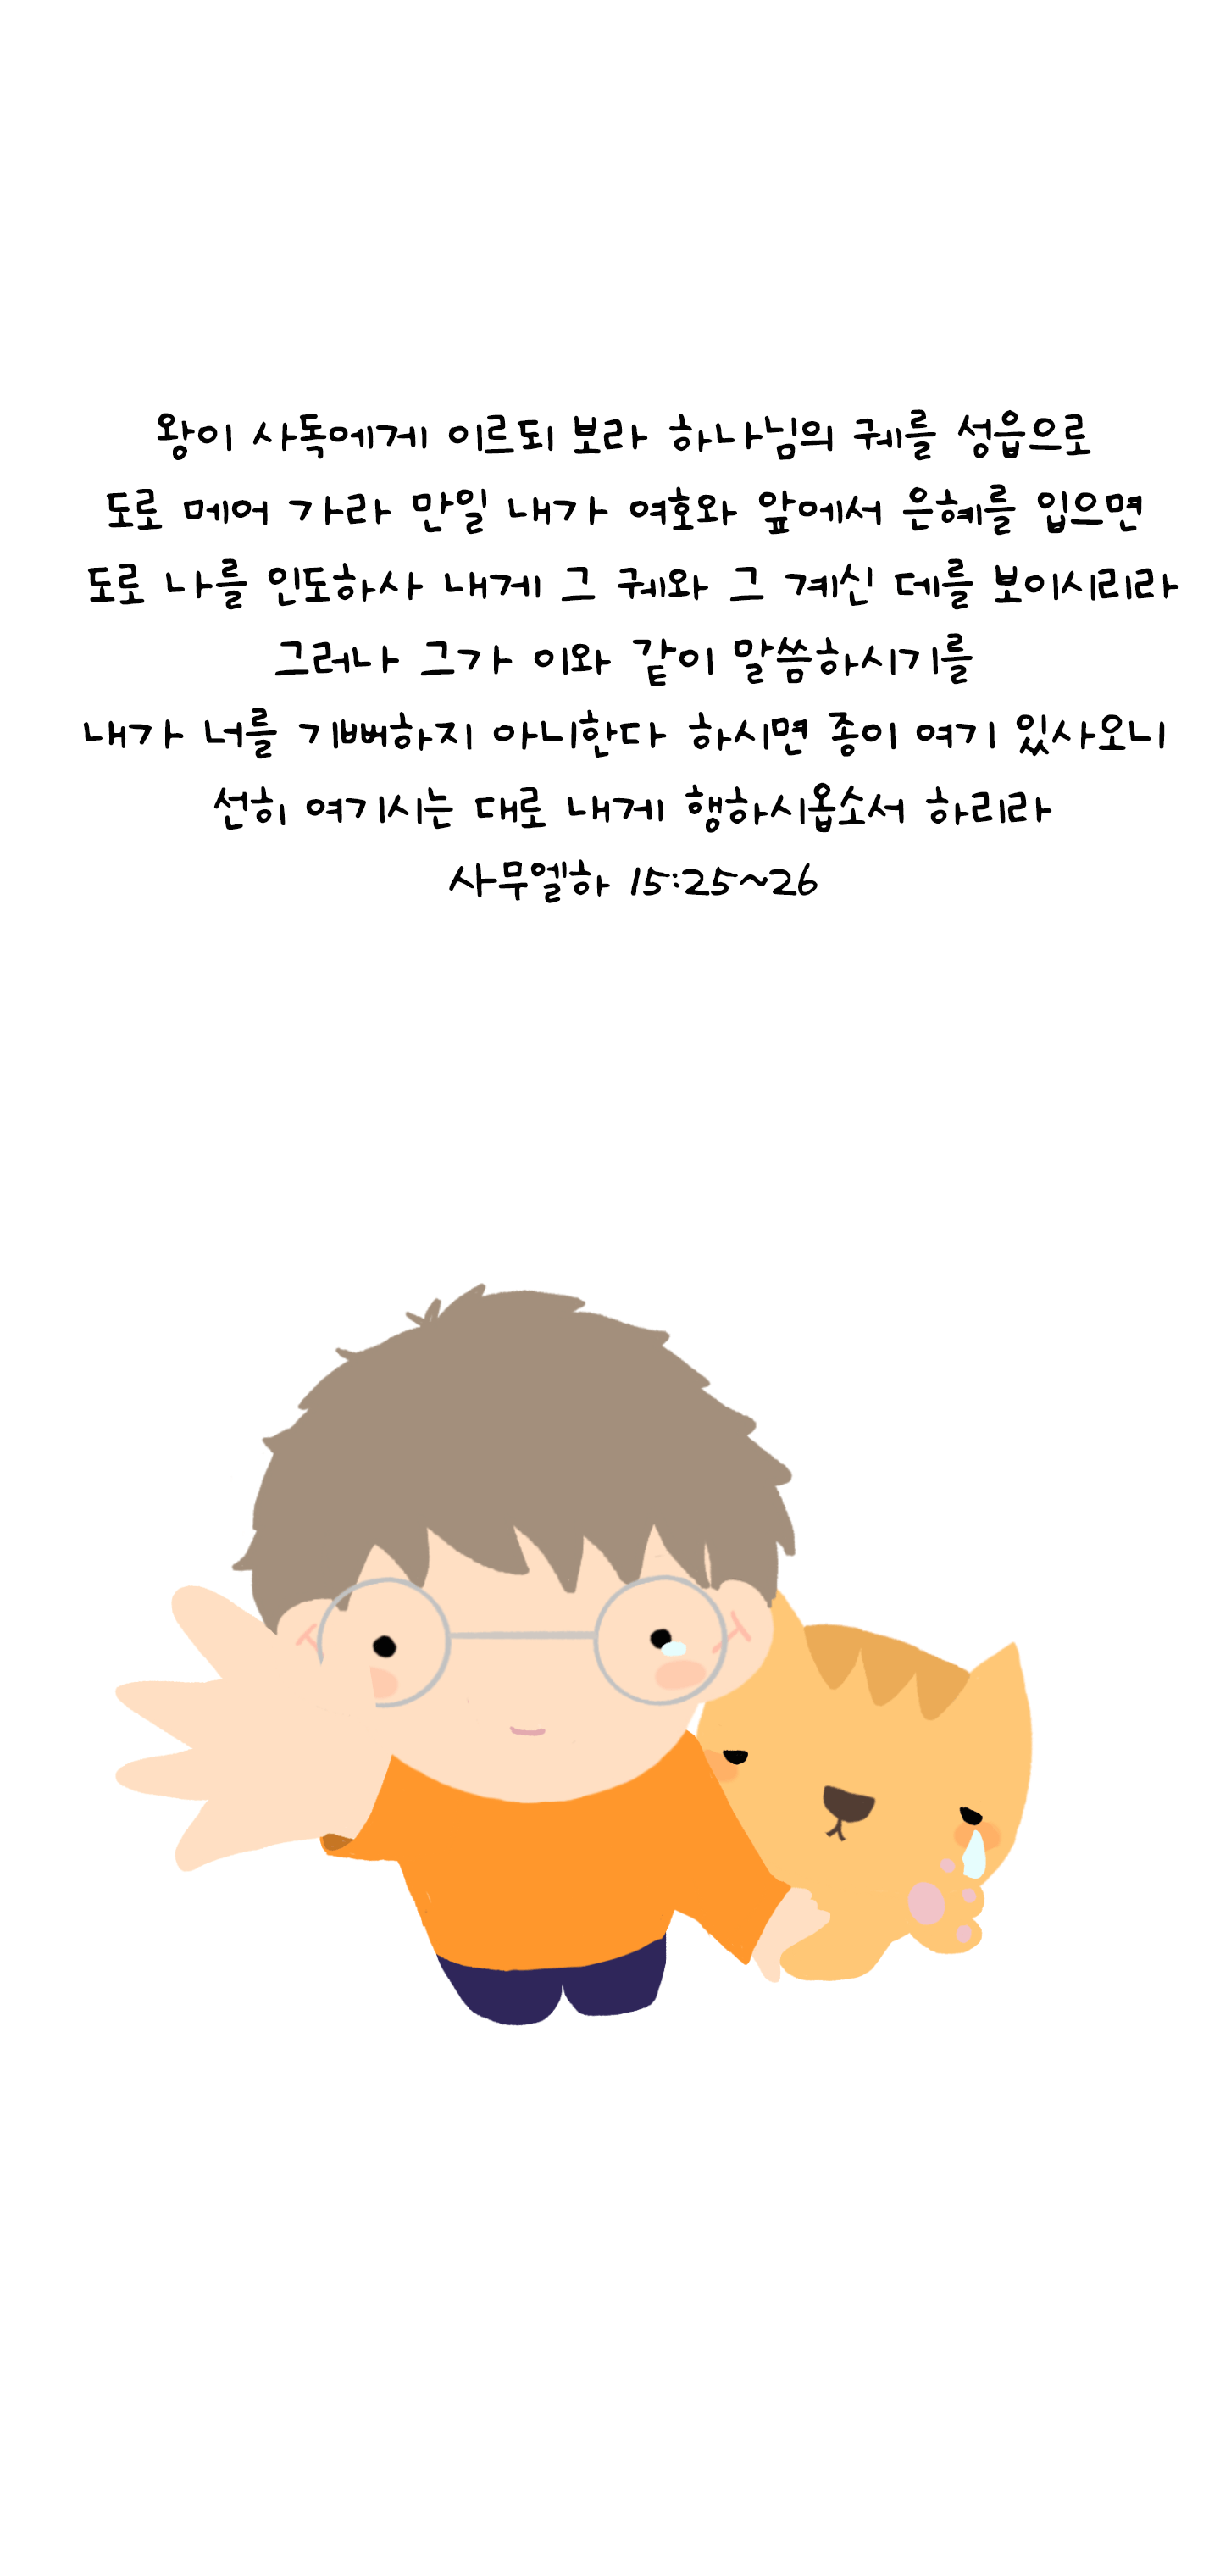 왕이 사독에게 이르되 보라 하나님의 궤를 성읍으로
도로 메어 가라 만일 내가 여호와 앞에서 은혜를 입으면
도로 나를 인도하사 내게 그 궤와 그 계신 데를 보이시리라
그러나 그가 이와 같이 말씀하시기를
내가 너를 기뻐하지 아니한다 하시면 종이 여기 있사오니
선히 여기시는 대로 내게 행하시옵소서 하리라
사무엘하 15:25~26